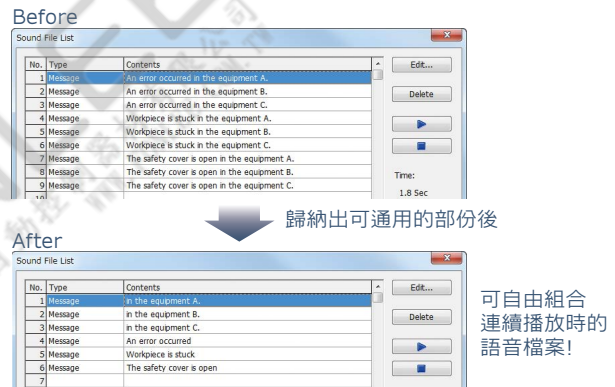 Before
Sound File List
No. Type Contents
1 Message An error occurred in the equipment A.
2 Message An error occurred in the equipment B.
3 Message An error occurred in the equipment C.
4 Message Workpiece is stuck in the equipment A.
5 Message Workpiece is stuck in the equipment B.
6 Message Workpiece is stuck in the equipment C.
7 Message The safety cover is open in the equipment A.
8 Message The safety cover is open in the equipment B.
9 Message The safety cover is open in the equipment C.
10
Edit...
Delete
Time:
1.8 Sec
歸納出可通用的部份後
After
Sound File List
No. Type Contents
1 Message in the equipment A.
2 Message in the equipment B.
3 Message in the equipment C.
4 Message An error occurred
5 Message Workpiece is stuck
6 Message The safety cover is open
7
Edit...
Delete
可自由組合
連續播放時的
語音檔案!